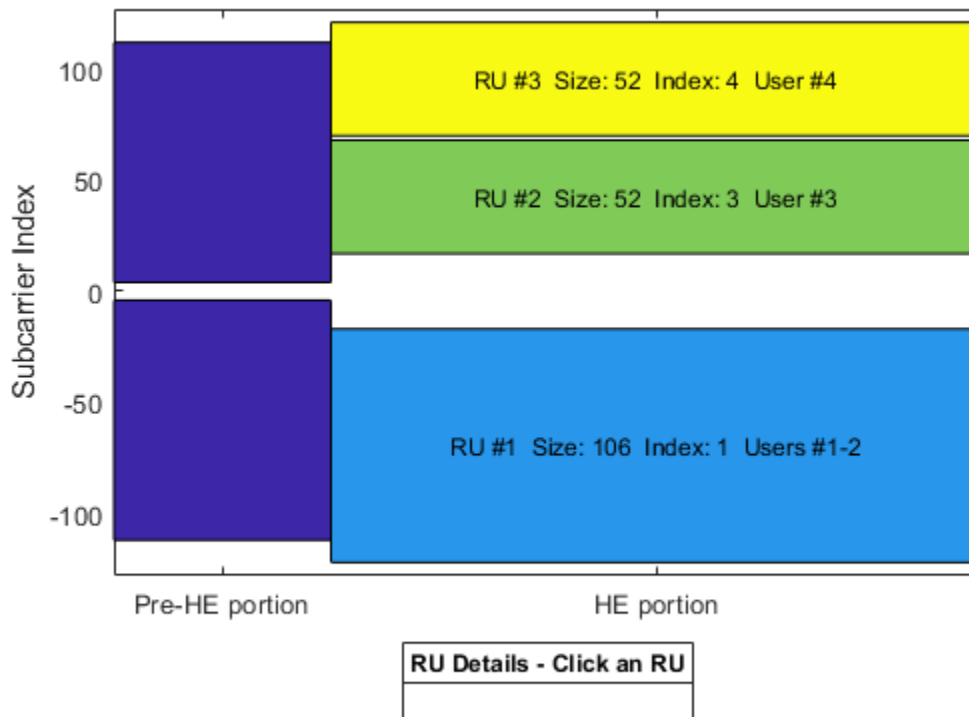 100
RU #3 Size: 52 Index: 4 User #4
50
RU #2 Size: 52 Index: 3 User #3
Subcarrier Index
0
-50
RU #1 Size: 106 Index: 1 Users #1-2
-100
Pre-HE portion
HE portion
RU Details - Click an RU